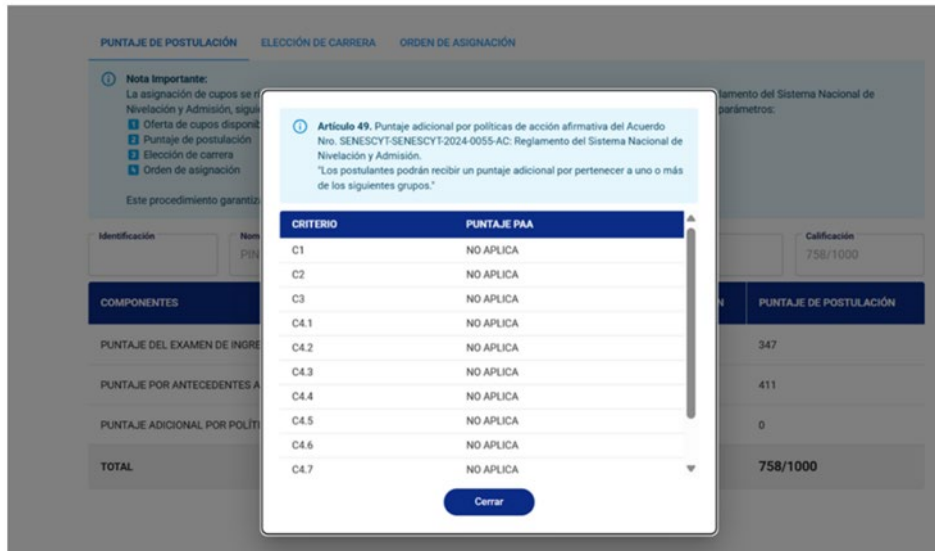 PUNTAJE DE POSTULACIÓN ELECCIÓN DE CARRERA ORDEN DE ASIGNACIÓN
Nota Importante:
La asignación de cupos se
Nivelación y Admisión,
1 Oferta de cupos
2 Puntaje de postulación
3 Elección de carrera
4 Orden de asignación
Este procedimiento
del Sistema Nacional de
parámetros:
Identificación
Calificación
758/1000
COMPONENTES
PUNTAJE DE POSTULACIÓN
PUNTAJE DEL EXAMEN DE
347
PUNTAJE POR ANTECEDENTES
411
PUNTAJE ADICIONAL POR
0
TOTAL
758/1000
Artículo 49. Puntaje adicional por políticas de acción afirmativa del Acuerdo
Nro. SENESCYT-SENESCYT-2024-0055-AC: Reglamento del Sistema Nacional de
Nivelación y Admisión.
"Los postulantes podrán recibir un puntaje adicional por pertenecer a uno o más
de los siguientes grupos."
CRITERIO PUNTAJE PAA
C1 NO APLICA
C2 NO APLICA
C3 NO APLICA
C4.1 NO APLICA
C4.2 NO APLICA
C4.3 NO APLICA
C4.4 NO APLICA
C4.5 NO APLICA
C4.6 NO APLICA
C4.7 NO APLICA
Cerrar